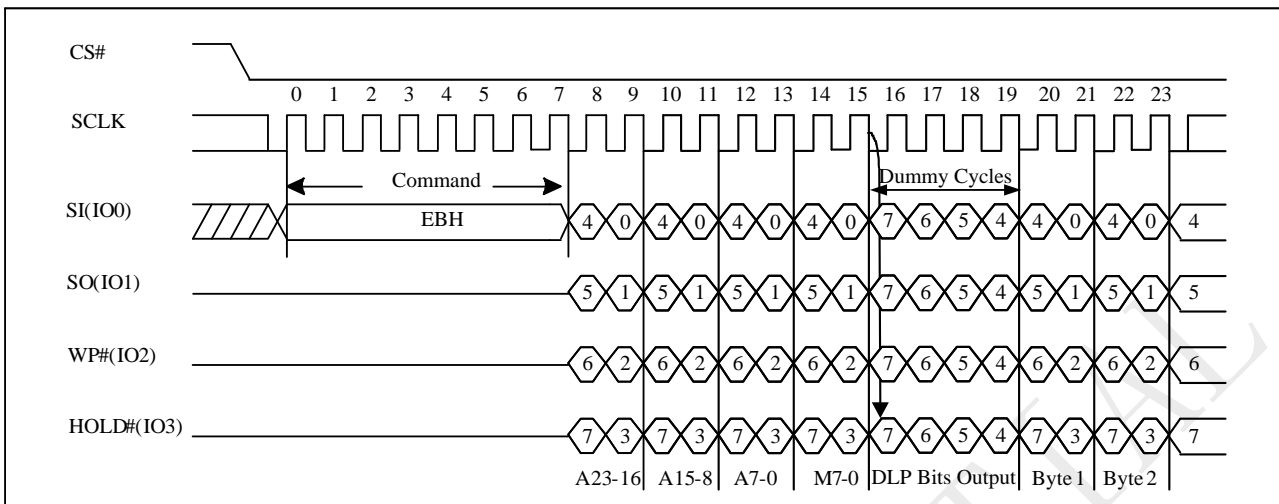 CS#
0 1 2 3 4 5 6 7 8 9 10 11 12 13 14 15 16 17 18 19 20 21 22 23
SCLK
Command
Dummy Cycles
SI(IO0)
EBH
4 0 4 0 4 0 4 0 7 6 5 4 4 0 4 0 4
SO(IO1)
5 1 5 1 5 1 5 1 7 6 5 4 5 1 5 1 5
WP#(IO2)
6 2 6 2 6 2 6 2 7 6 5 4 6 2 6 2 6
HOLD#(IO3)
7 3 7 3 7 3 7 3 7 6 5 4 7 3 7 3 7
A23-16 A15-8 A7-0 M7-0 DLP Bits Output Byte 1 Byte 2